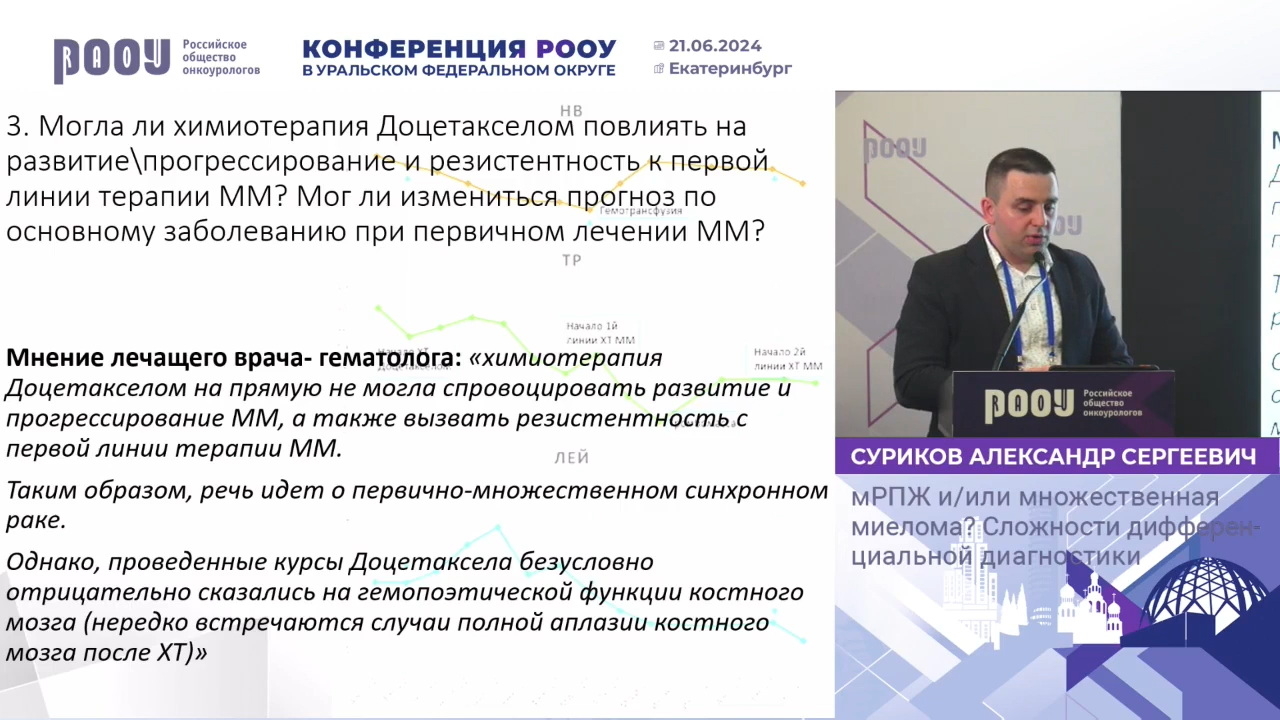 РООУ
Российское
общество
онкоурологов
КОНФЕРЕНЦИЯ РООУ
В УРАЛЬСКОМ ФЕДЕРАЛЬНОМ ОКРУГЕ
21.06.2024
Екатеринбург
НВ
3. Могла ли химиотерапия Доцетакселом повлиять на
развитие\прогрессирование и резистентность к первой
линии терапии ММ? Мог ли измениться прогноз по
основному заболеванию при первичном лечении ММ?
Гемотрансфузия
ТР
Начало 1й
линии ХТ ММ
Начало ХТ
Доцетакселом
Начало 2й
линии ХТ ММ
Мнение лечащего врача- гематолога: «химиотерапия
Доцетакселом на прямую не могла спровоцировать развитие и
прогрессирование ММ, а также вызвать резистентность с
первой линии терапии ММ.
ЛЕЙ
Таким образом, речь идет о первично-множественном синхронном
раке.
Однако, проведенные курсы Доцетаксела безусловно
отрицательно сказались на гемопоэтической функции костного
мозга (нередко встречаются случаи полной аплазии костного
мозга после ХТ)»
РООУ
РООУ
Российское
общество
онкоурологов
СУРИКОВ АЛЕКСАНДР СЕРГЕЕВИЧ
мРПЖ и/или множественная
миелома? Сложности дифферен-
циальной диагностики